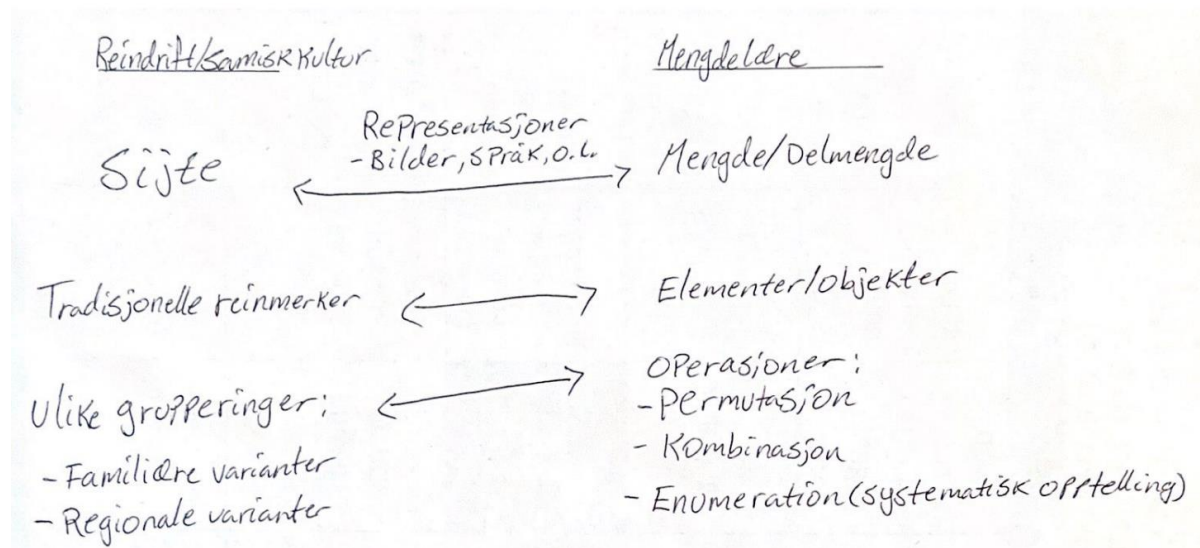 Reindrift/samisk kultur
Mengdelære
Representasjoner
- Bilder, språk, o.l.
Sijte
Mengde/Delmengde
Tradisjonelle reinmerker
Elementer/objekter
Ulike grupperinger:
- Familiære varianter
- Regionale varianter
Operasjoner:
- Permutasjon
- Kombinasjon
- Enumeration (systematisk opptelling)